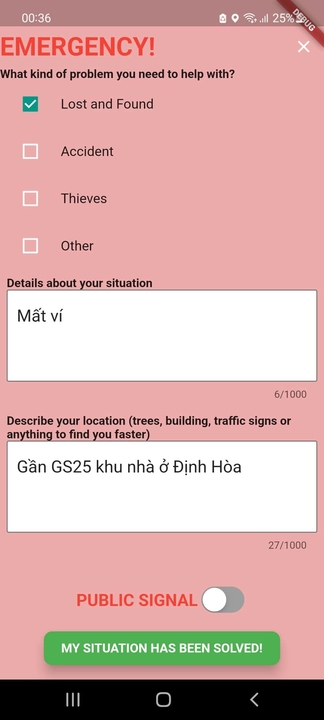 00:36
25%
DEBUG
EMERGENCY!
What kind of problem you need to help with?
Lost and Found
Accident
Thieves
Other
Details about your situation
Mất ví
6/1000
Describe your location (trees, building, traffic signs or
anything to find you faster)
Gần GS25 khu nhà ở Định Hòa
27/1000
PUBLIC SIGNAL
MY SITUATION HAS BEEN SOLVED!